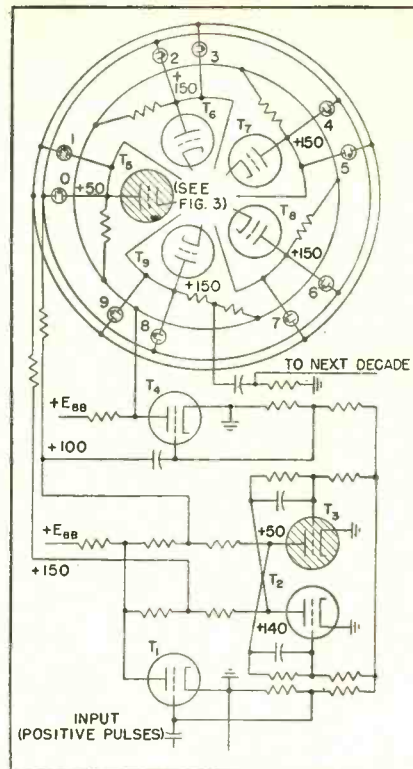 2 3
+150
T6
4
T7
+150
1
T5
5
0 +50 (SEE FIG. 3)
T8
+150
T9
+150
6
9
8
7
TO NEXT DECADE
T4
+EBB
+100
+EBB
+50 T3
T2
+150
+140
T1
INPUT
(POSITIVE PULSES)